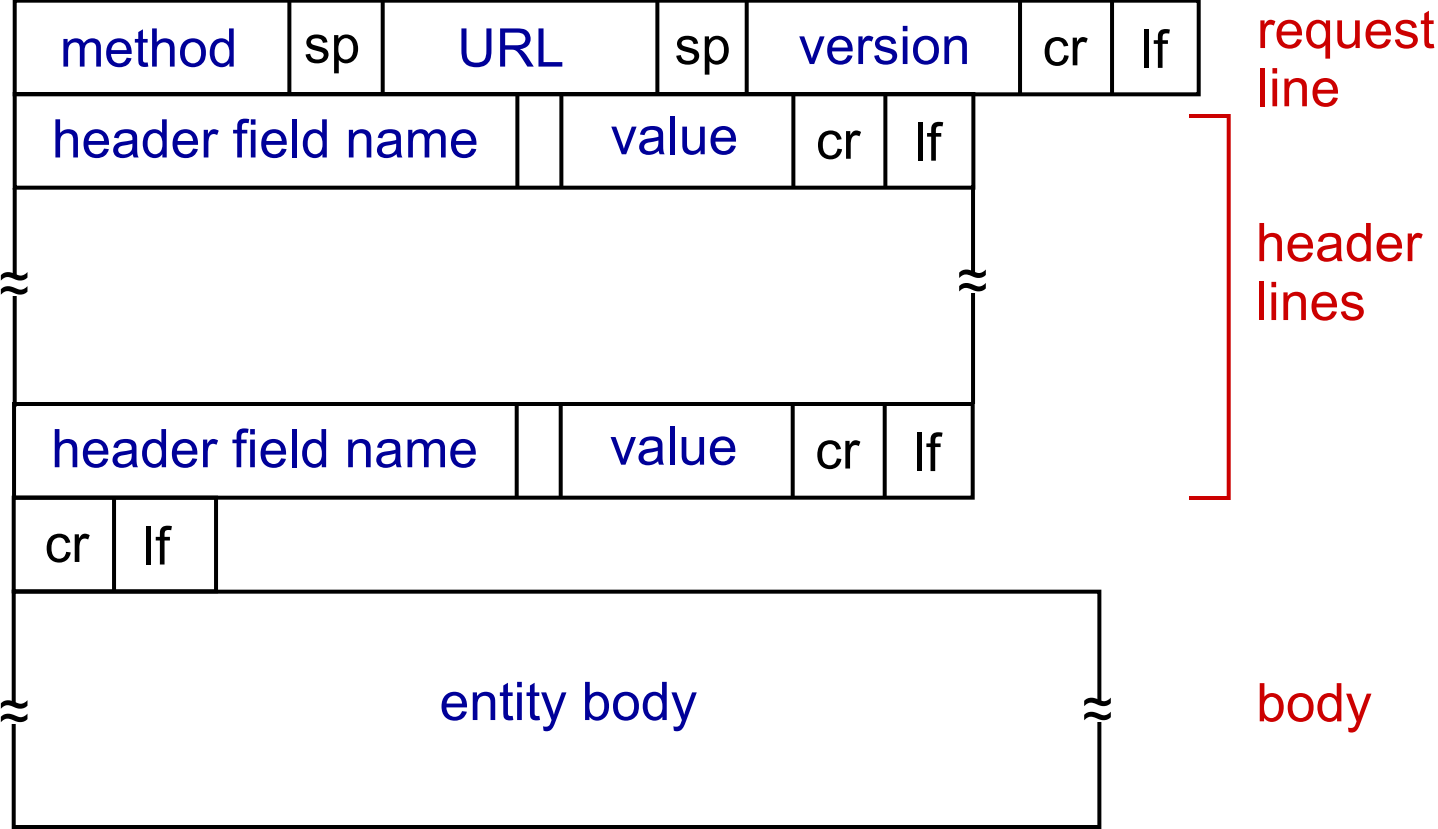 method sp URL sp version cr lf request
line
header field name value cr lf
header
lines
header field name value cr lf
cr lf
entity body body